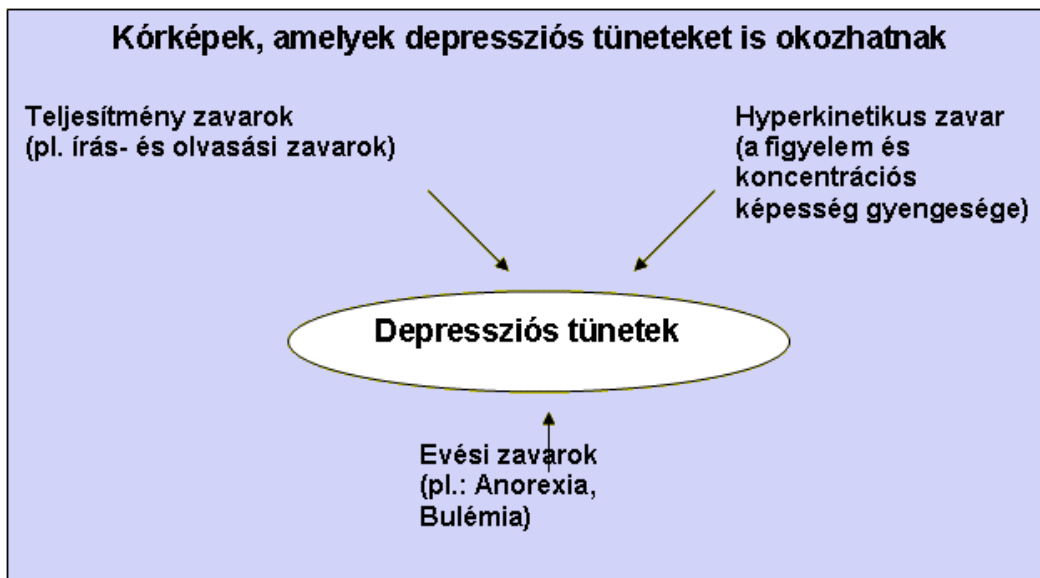 Kórképek, amelyek depressziós tüneteket is okozhatnak
Teljesítmény zavarok
(pl. írás- és olvasási zavarok)
Hyperkinetikus zavar
(a figyelem és
koncentrációs
képesség gyengesége)
Depressziós tünetek
Evési zavarok
(pl.: Anorexia,
Bulémia)